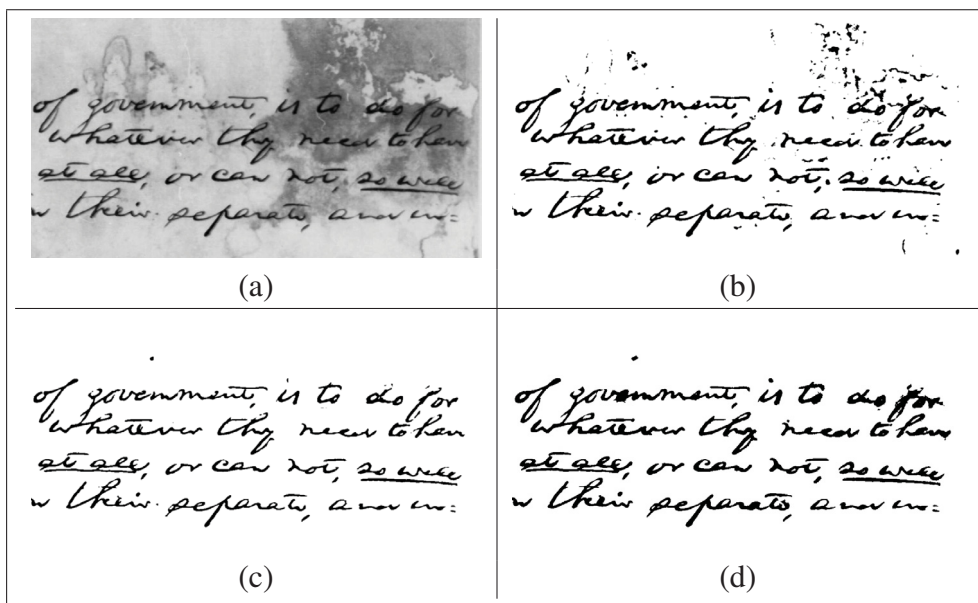 of government, is to do for
whatever they need to have
at all, or can not, so well
n their separate, and in=
(a)
of government, is to do for
whatever they need to have
at all, or can not, so well
n their separate, and in=
(b)
of government, is to do for
whatever they need to have
at all, or can not, so well
n their separate, and in=
(c)
of government, is to do for
whatever they need to have
at all, or can not, so well
n their separate, and in=
(d)